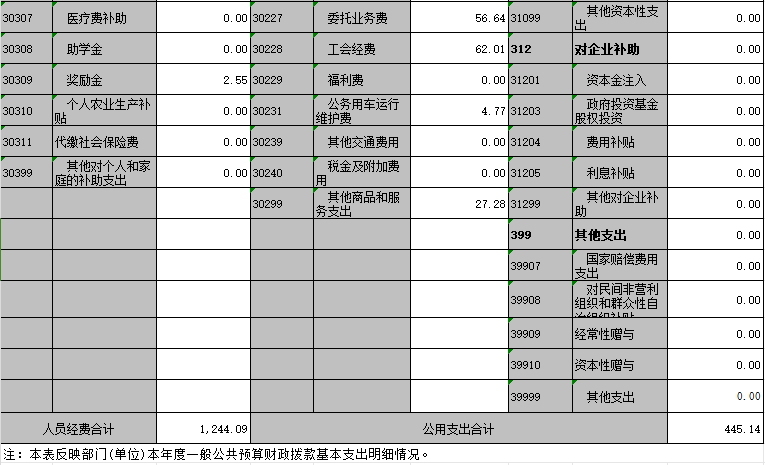 30307 医疗费补助 0.00 30227 委托业务费 56.64 31099 其他资本性支出 0.00
30308 助学金 0.00 30228 工会经费 62.01 312 对企业补助 0.00
30309 奖励金 2.55 30229 福利费 0.00 31201 资本金注入 0.00
30310 个人农业生产补贴 0.00 30231 公务用车运行维护费 4.77 31203 政府投资基金股权投资 0.00
30311 代缴社会保险费 0.00 30239 其他交通费用 0.00 31204 费用补贴 0.00
30399 其他对个人和家庭的补助支出 0.00 30240 税金及附加费用 0.00 31205 利息补贴 0.00
30299 其他商品和服务支出 27.28 31299 其他对企业补助 0.00
399 其他支出 0.00
39907 国家赔偿费用支出 0.00
39908 对民间非营利组织和群众性自治组织补贴 0.00
39909 经常性赠与 0.00
39910 资本性赠与 0.00
39999 其他支出 0.00
人员经费合计 1,244.09 公用支出合计 445.14
注：本表反映部门(单位)本年度一般公共预算财政拨款基本支出明细情况。